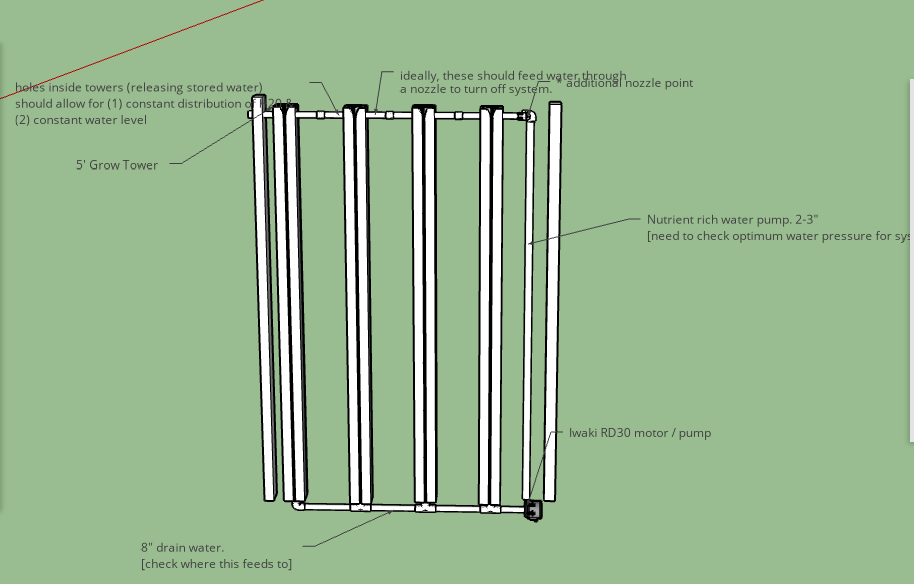 holes inside towers (releasing stored water)
should allow for (1) constant distribution of H20 &
(2) constant water level
ideally, these should feed water through
a nozzle to turn off system.
* additional nozzle point
5' Grow Tower
Nutrient rich water pump. 2-3"
[need to check optimum water pressure for sys
Iwaki RD30 motor / pump
8" drain water.
[check where this feeds to]